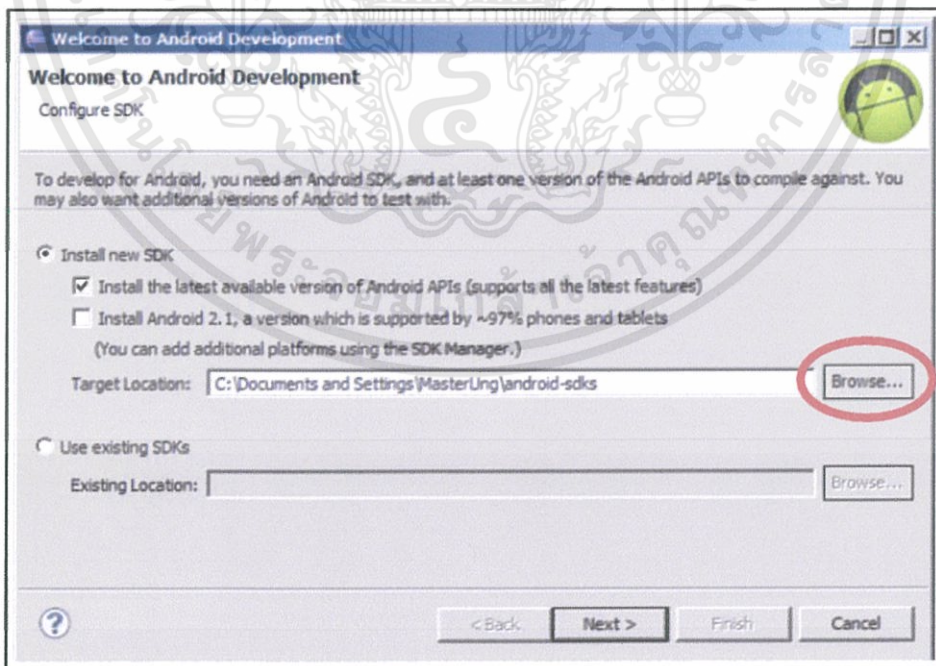 Welcome to Android Development
Welcome to Android Development
Configure SDK
To develop for Android, you need an Android SDK, and at least one version of the Android APIs to compile against. You
may also want additional versions of Android to test with.
Install new SDK
Install the latest available version of Android APIs (supports all the latest features)
Install Android 2.1, a version which is supported by ~97% phones and tablets
(You can add additional platforms using the SDK Manager.)
Target Location: C:\Documents and Settings\MasterUng\android-sdks Browse...
Use existing SDKs
Existing Location: Browse...
? < Back Next > Finish Cancel